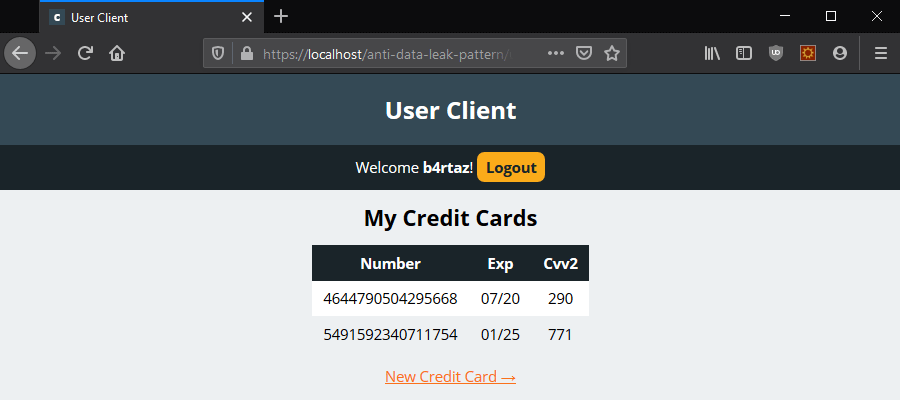 c User Client
https://localhost/anti-data-leak-pattern/
User Client
Welcome b4rtaz! Logout
My Credit Cards
Number Exp Cvv2
4644790504295668 07/20 290
5491592340711754 01/25 771
New Credit Card →